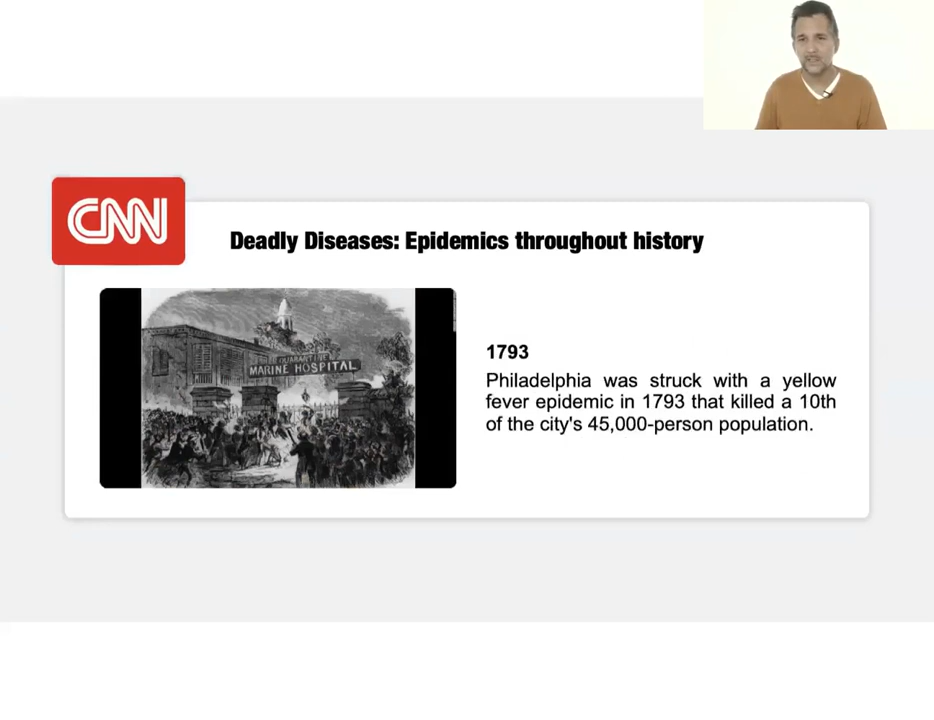 CNN
Deadly Diseases: Epidemics throughout history
QUARANTINE
MARINE HOSPITAL
1793
Philadelphia was struck with a yellow
fever epidemic in 1793 that killed a 10th
of the city's 45,000-person population.